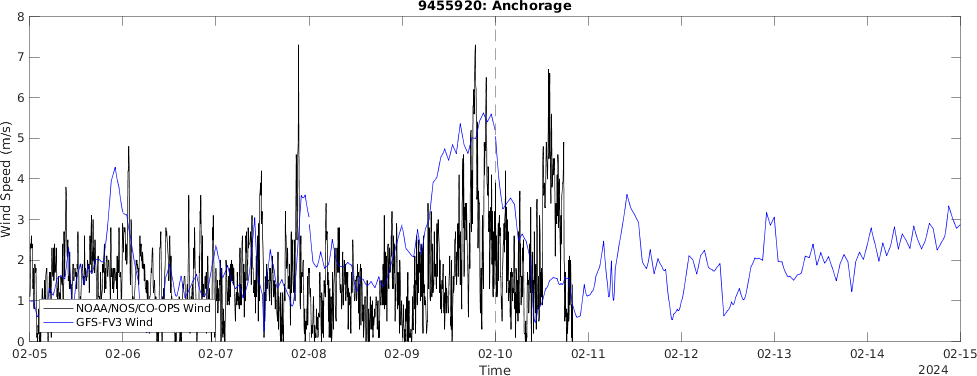 9455920: Anchorage
8
7
6
5
4
3
2
1
0
Wind Speed (m/s)
NOAA/NOS/CO-OPS Wind
GFS-FV3 Wind
02-05 02-06 02-07 02-08 02-09 02-10 02-11 02-12 02-13 02-14 02-15
Time
2024